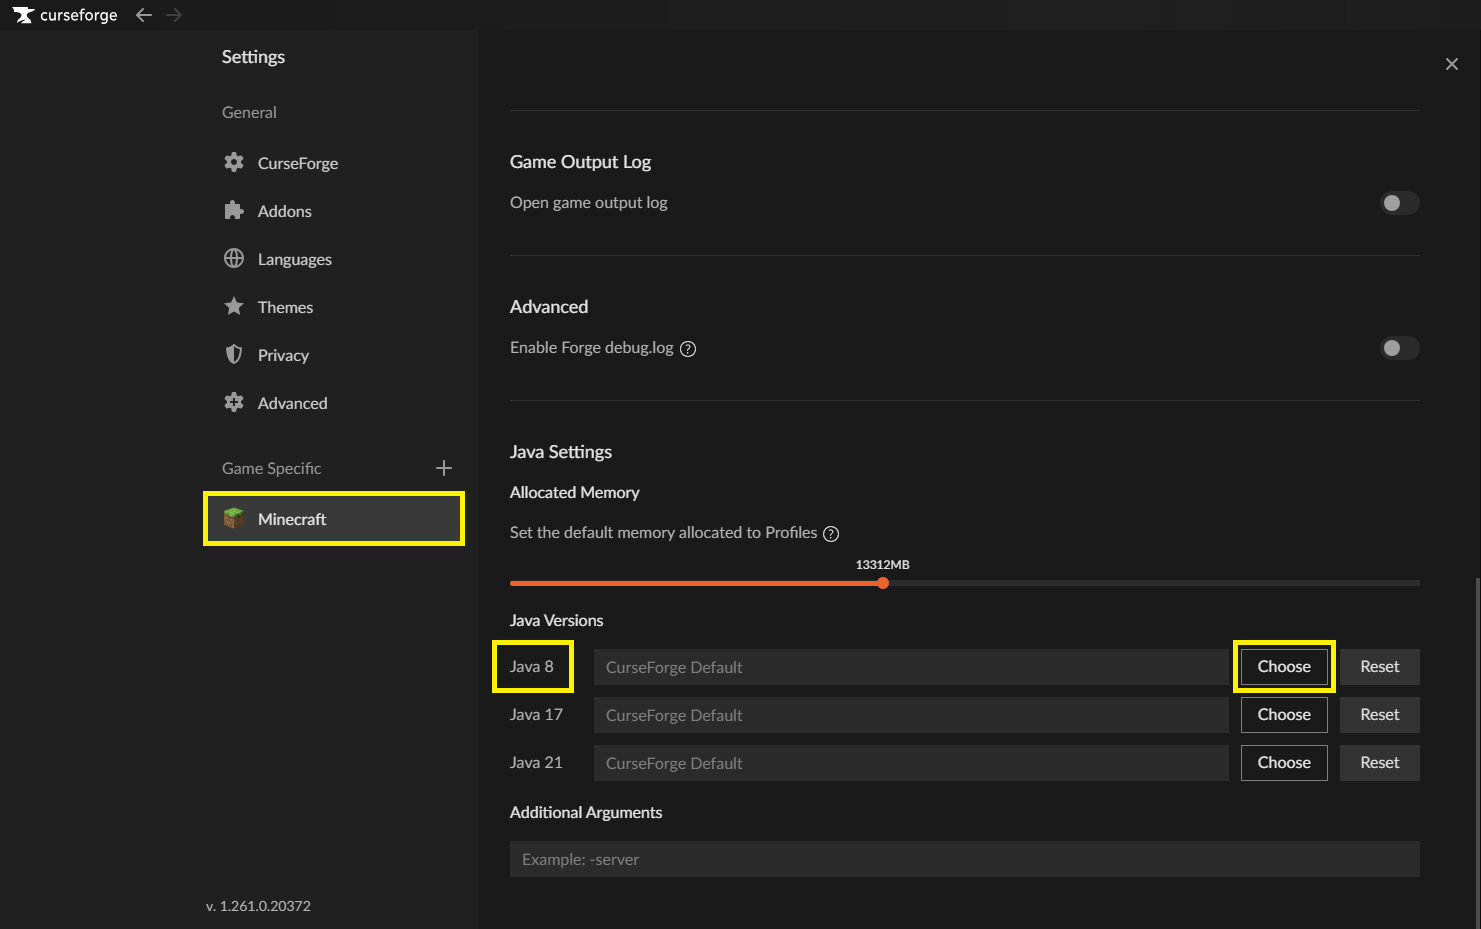 curseforge
Settings
General
CurseForge
Addons
Languages
Themes
Privacy
Advanced
Game Specific
Minecraft
v. 1.261.0.20372
Game Output Log
Open game output log
Advanced
Enable Forge debug.log ?
Java Settings
Allocated Memory
Set the default memory allocated to Profiles ?
13312MB
Java Versions
Java 8 CurseForge Default Choose Reset
Java 17 CurseForge Default Choose Reset
Java 21 CurseForge Default Choose Reset
Additional Arguments
Example: -server